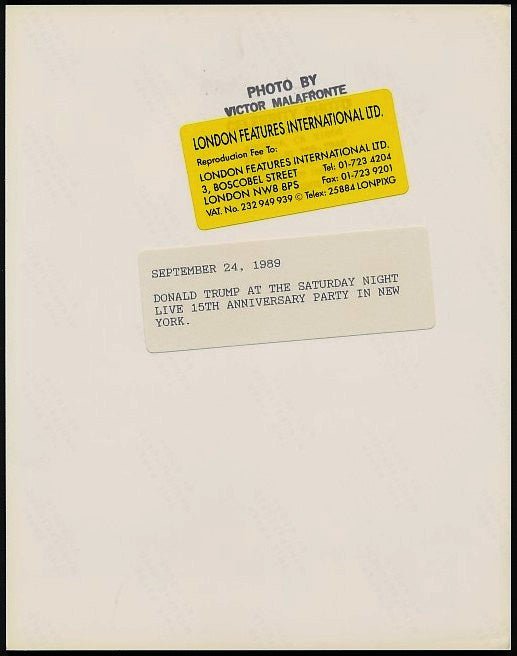 PHOTO BY
VICTOR MALAFRONTE
LONDON FEATURES INTERNATIONAL LTD.
Reproduction Fee To:
LONDON FEATURES INTERNATIONAL LTD.
3, BOSCOBEL STREET Tel: 01-723 4204
LONDON NW8 8PS Fax: 01-723 9201
VAT. No. 232 949 939 © Telex: 25884 LONPIXG
SEPTEMBER 24, 1989
DONALD TRUMP AT THE SATURDAY NIGHT
LIVE 15TH ANNIVERSARY PARTY IN NEW
YORK.